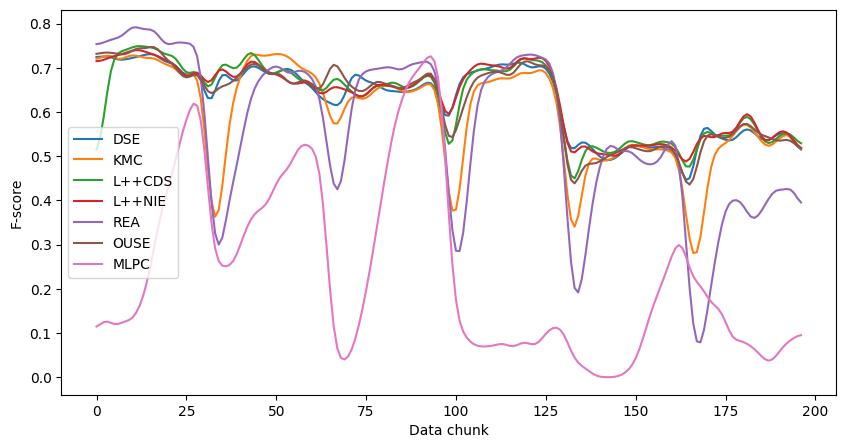 0.8
0.7
0.6
0.5
0.4
0.3
0.2
0.1
0.0
F-score
DSE
KMC
L++CDS
L++NIE
REA
OUSE
MLPC
0 25 50 75 100 125 150 175 200
Data chunk